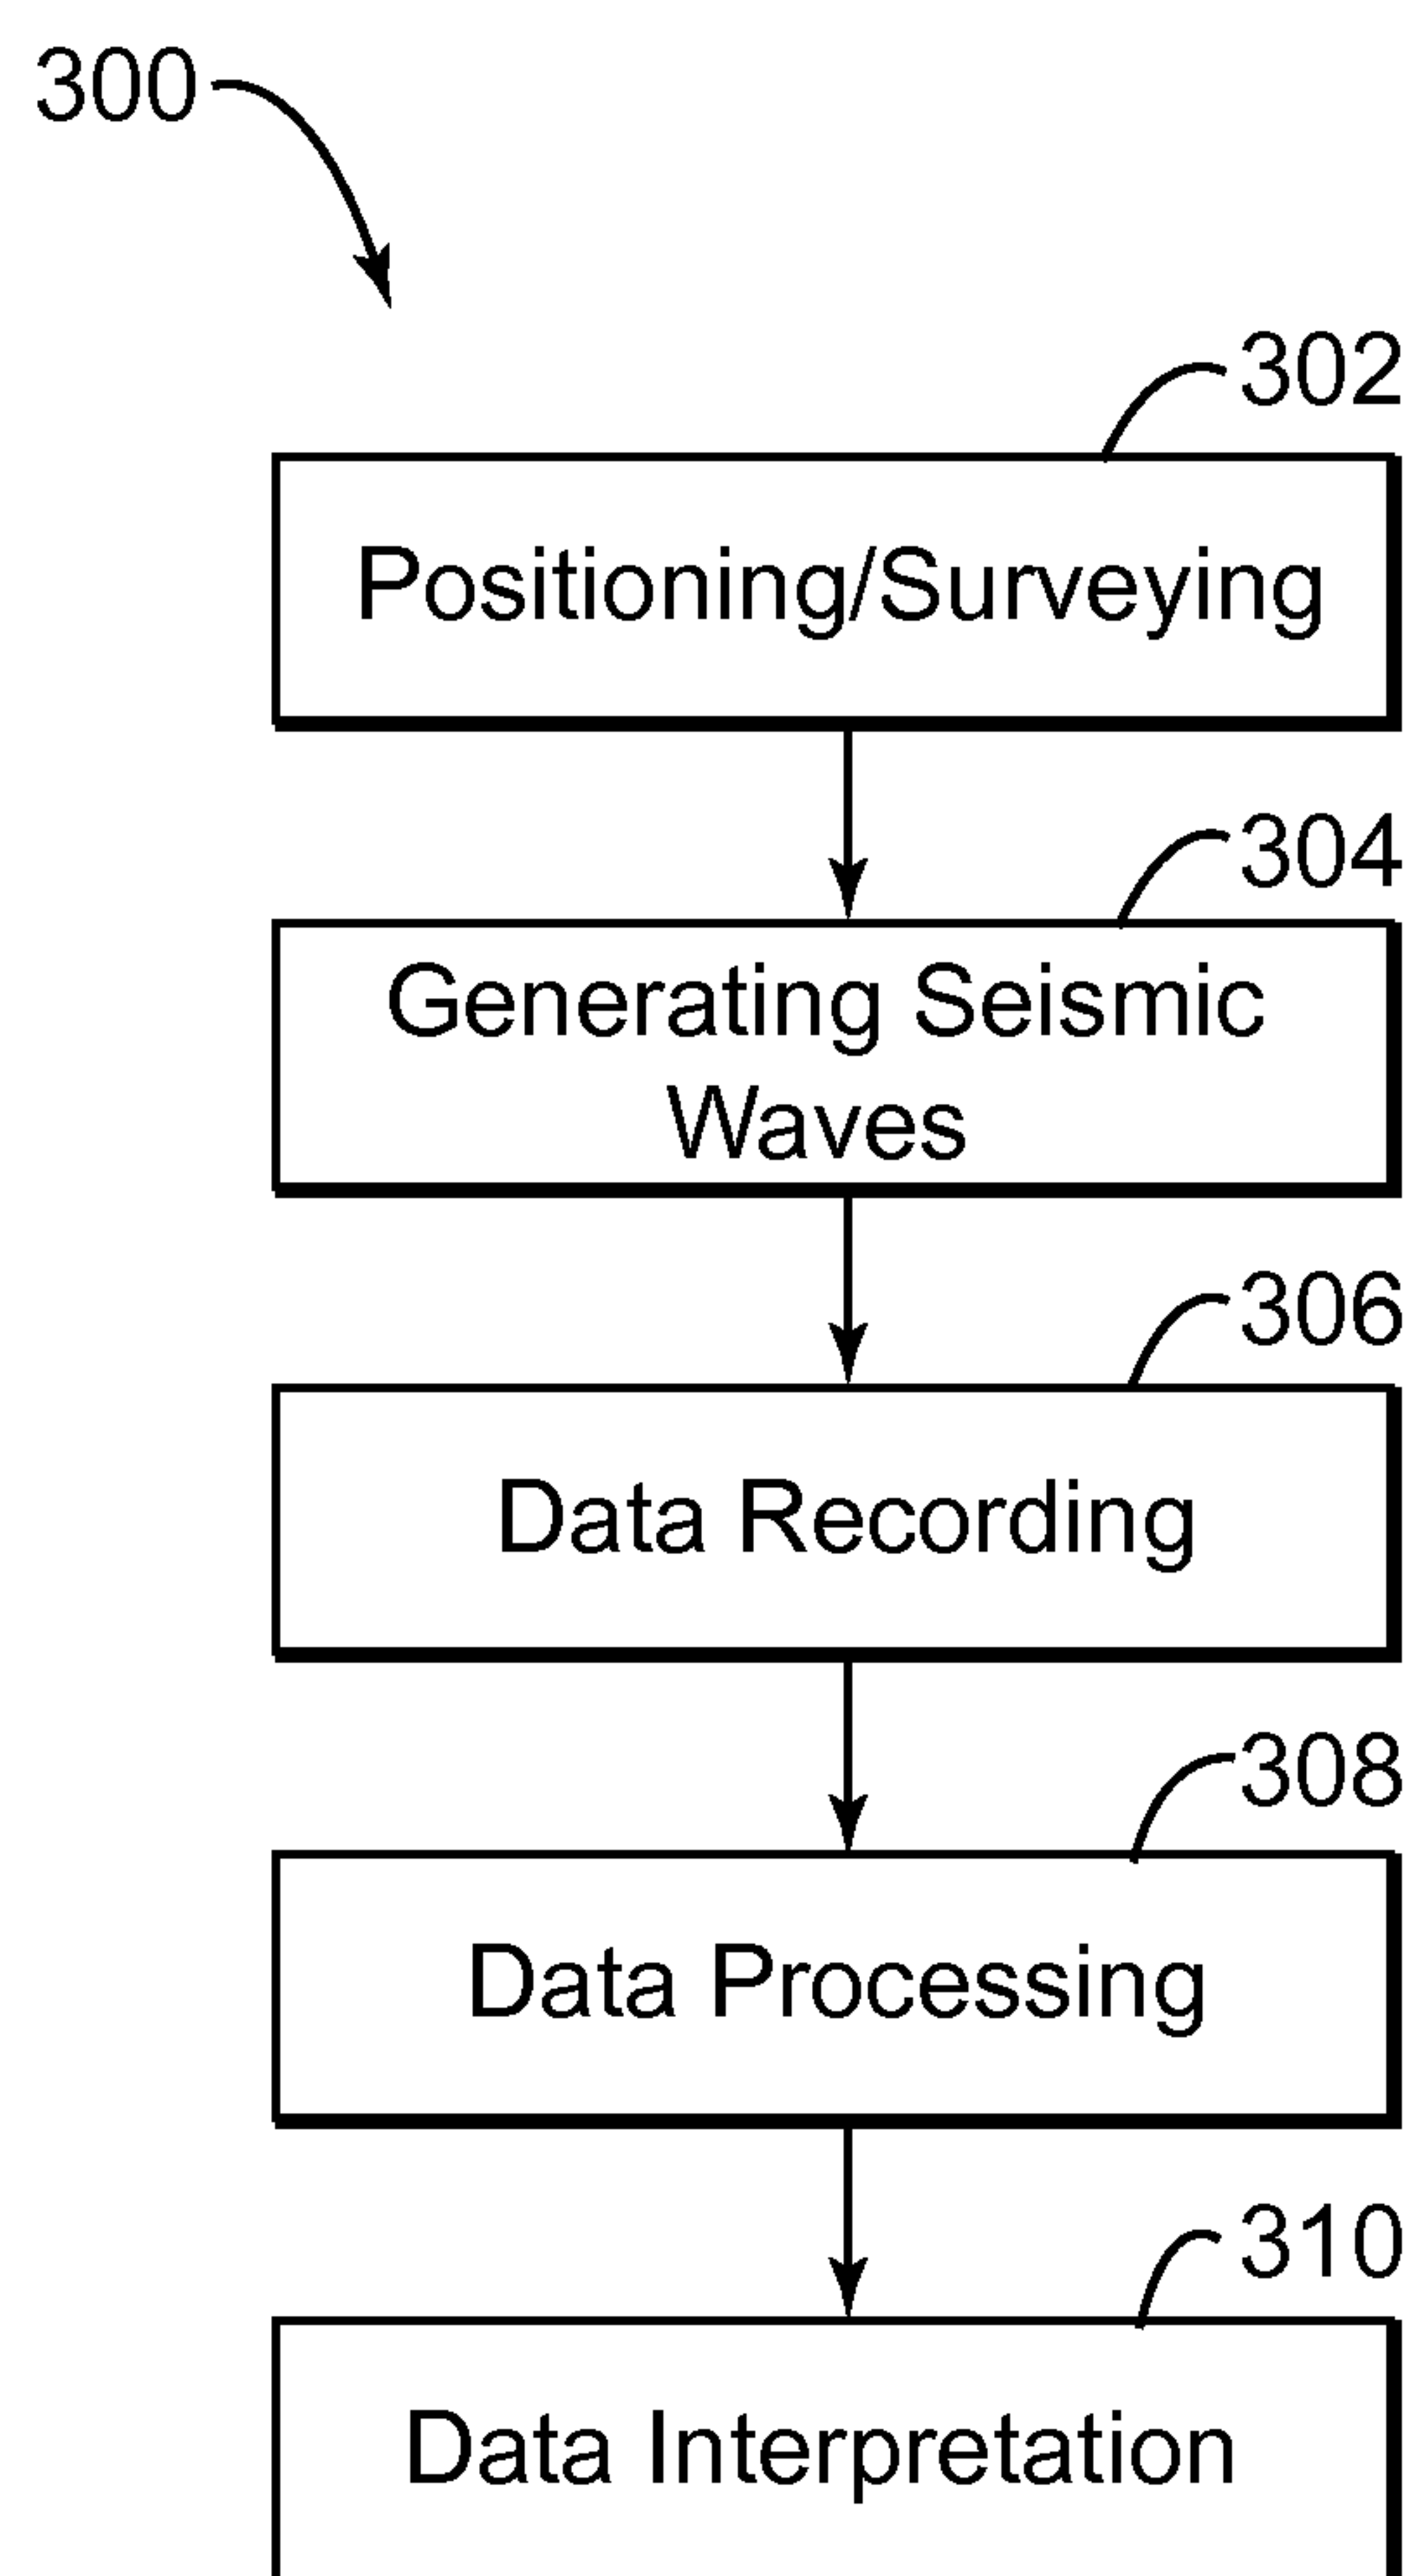 300
302
Positioning/Surveying
304
Generating Seismic
Waves
306
Data Recording
308
Data Processing
310
Data Interpretation